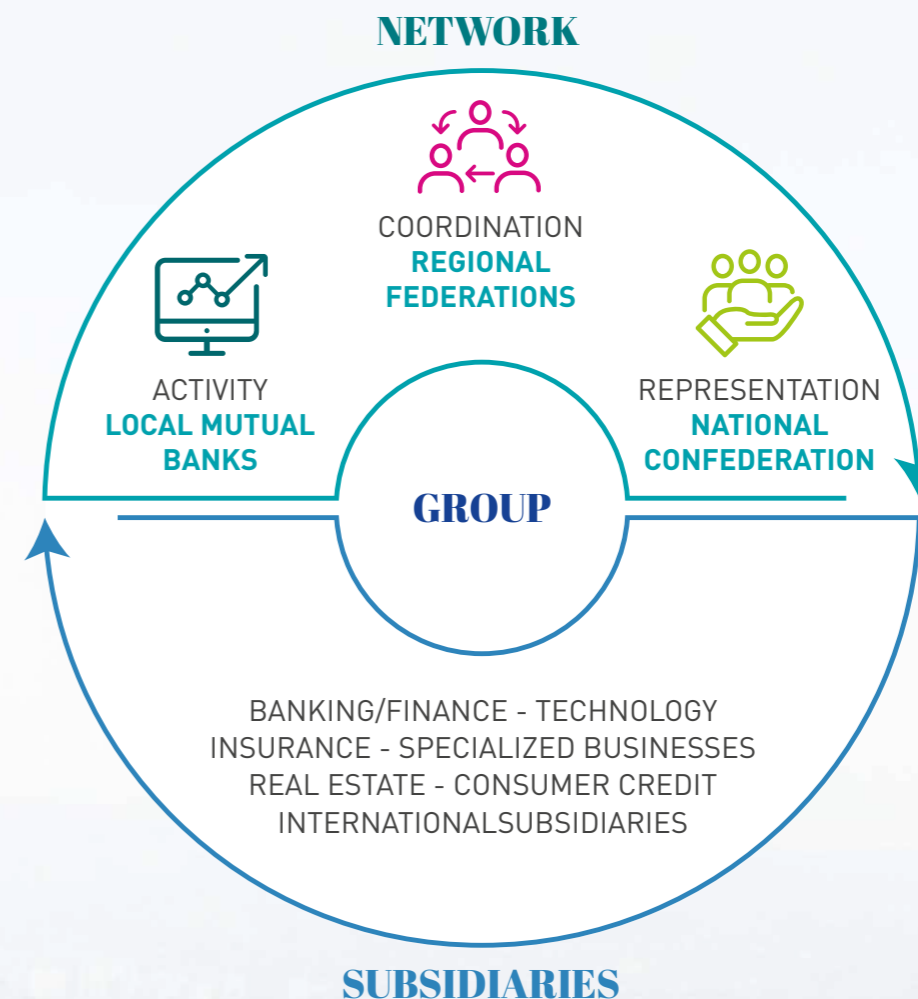 NETWORK
COORDINATION
REGIONAL
FEDERATIONS
ACTIVITY
LOCAL MUTUAL
BANKS
REPRESENTATION
NATIONAL
CONFEDERATION
GROUP
BANKING/FINANCE - TECHNOLOGY
INSURANCE - SPECIALIZED BUSINESSES
REAL ESTATE - CONSUMER CREDIT
INTERNATIONALSUBSIDIARIES
SUBSIDIARIES